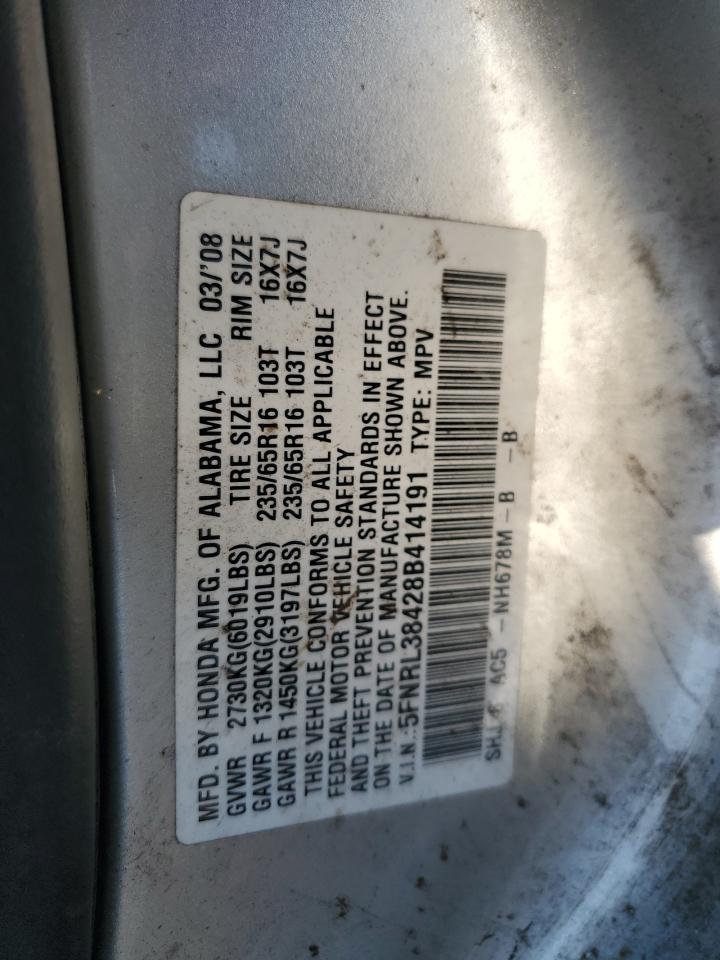 MFD. BY HONDA MFG. OF ALABAMA, LLC 03/'08
GVWR 2730KG(6019LBS) TIRE SIZE RIM SIZE
GAWR F 1320KG(2910LBS) 235/65R16 103T 16X7J
GAWR R 1450KG(3197LBS) 235/65R16 103T 16X7J
THIS VEHICLE CONFORMS TO ALL APPLICABLE
FEDERAL MOTOR VEHICLE SAFETY
AND THEFT PREVENTION STANDARDS IN EFFECT
ON THE DATE OF MANUFACTURE SHOWN ABOVE.
V.I.N.:5FNRL38428B414191 TYPE: MPV
AC5 -NH678M-B -B